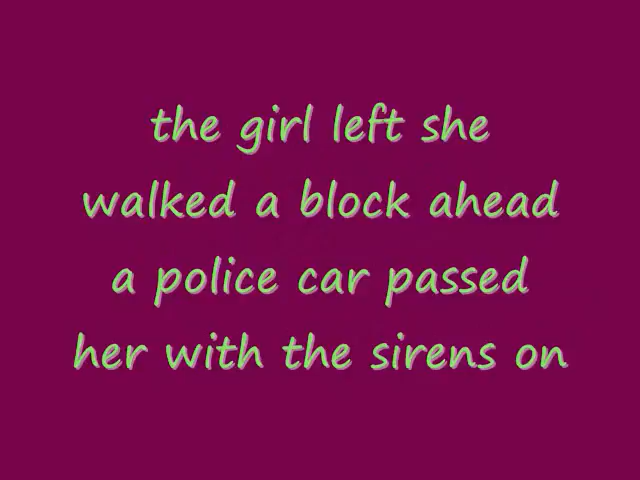 the girl left she
walked a block ahead
a police car passed
her with the sirens on